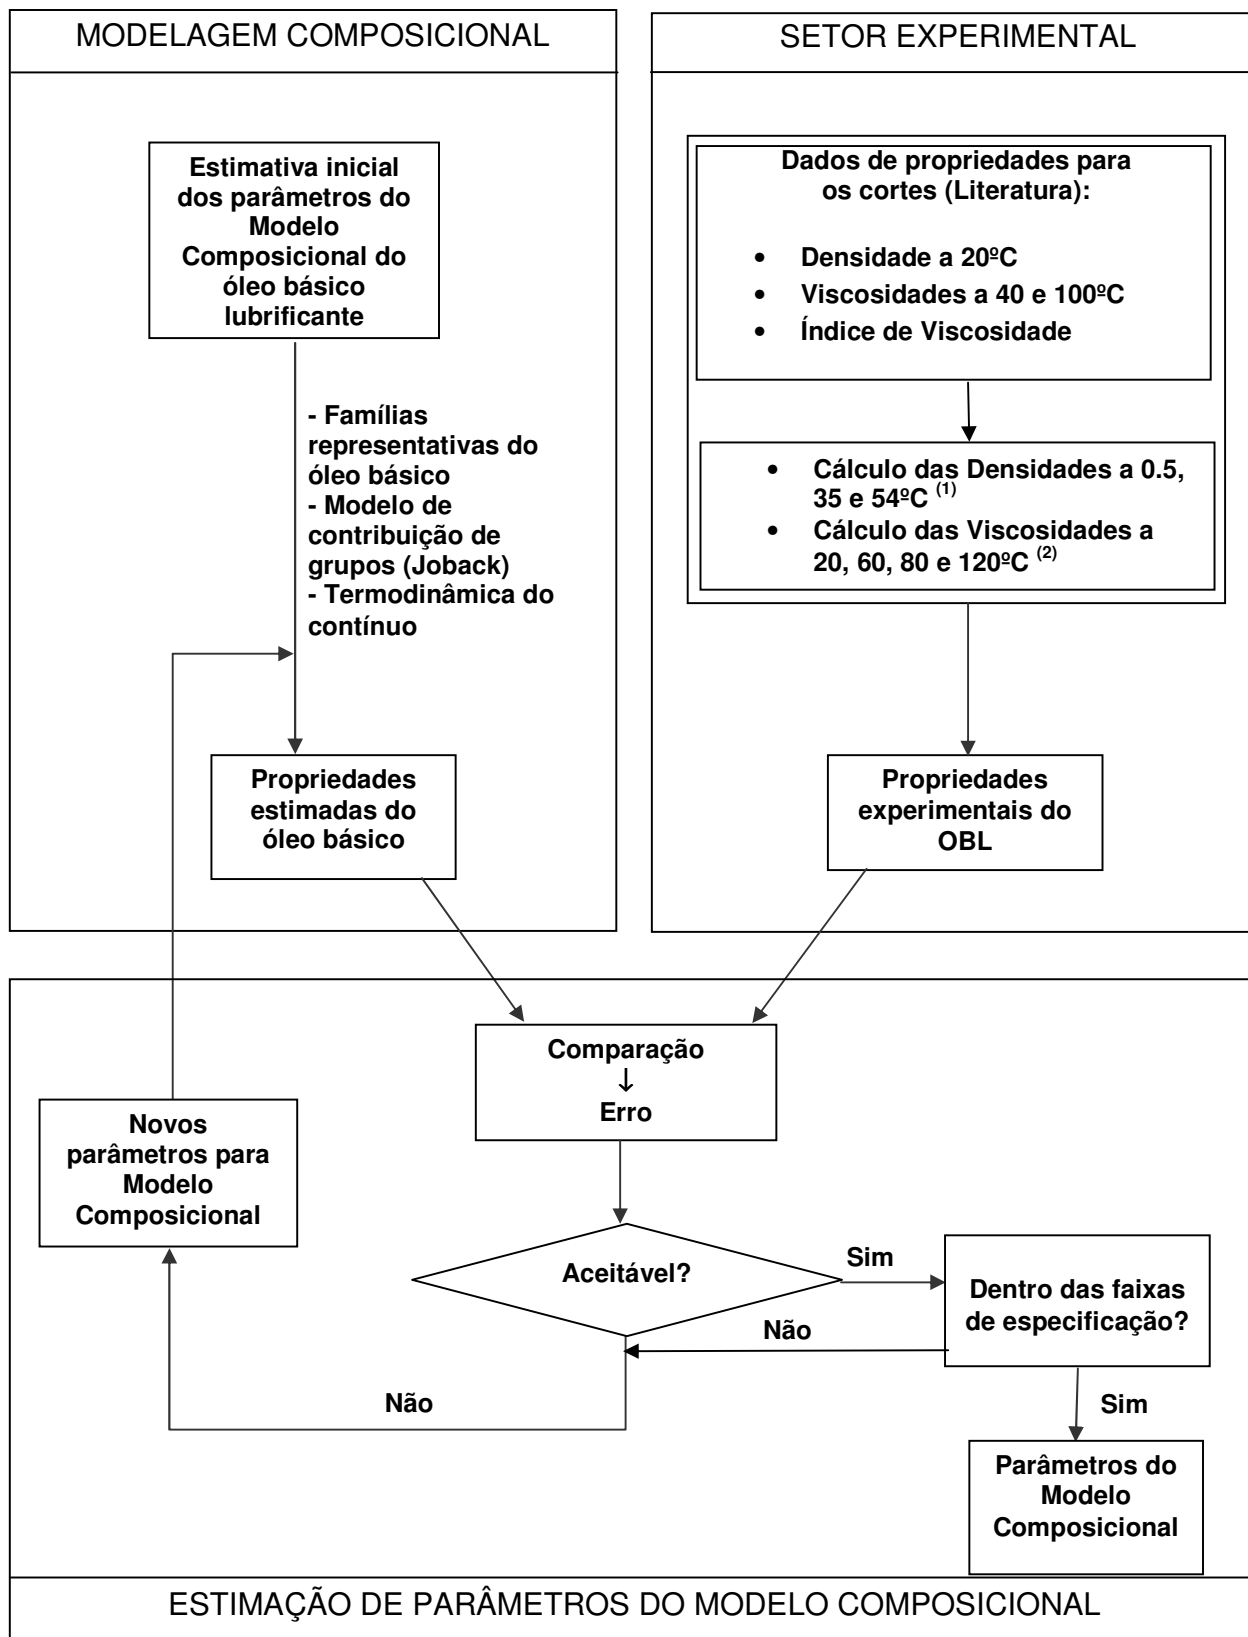 MODELAGEM COMPOSICIONAL
Estimativa inicial
dos parâmetros do
Modelo
Composicional do
óleo básico
lubrificante
- Famílias
representativas do
óleo básico
- Modelo de
contribuição de
grupos (Joback)
- Termodinâmica do
contínuo
Propriedades
estimadas do
óleo básico
SETOR EXPERIMENTAL
Dados de propriedades para
os cortes (Literatura):
• Densidade a 20ºC
• Viscosidades a 40 e 100ºC
• Índice de Viscosidade
• Cálculo das Densidades a 0.5,
35 e 54ºC (1)
• Cálculo das Viscosidades a
20, 60, 80 e 120ºC (2)
Propriedades
experimentais do
OBL
Comparação
↓
Erro
Novos
parâmetros para
Modelo
Composicional
Aceitável?
Sim
Dentro das faixas
de especificação?
Não
Não
Sim
Parâmetros do
Modelo
Composicional
ESTIMAÇÃO DE PARÂMETROS DO MODELO COMPOSICIONAL